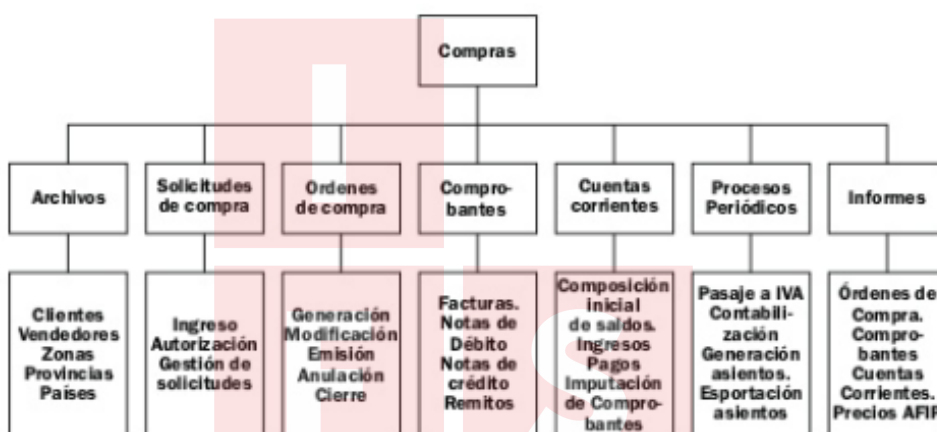 Compras
Archivos
Solicitudes
de compra
Ordenes
de compra
Compro-
bantes
Cuentas
corrientes
Procesos
Periódicos
Informes
Clientes
Vendedores
Zonas
Provincias
Países
Ingreso
Autorización
Gestión de
solicitudes
Generación
Modificación
Emisión
Anulación
Cierre
Facturas.
Notas de
Débito
Notas de
crédito
Remitos
Composición
inicial
de saldos.
Ingresos
Pagos
Imputación
de Compro-
bantes
Pasaje a IVA
Contabili-
zación
Generación
asientos.
Esportación
asientos
Órdenes de
Compra.
Compro-
bantes
Cuentas
Corrientes.
Precios AFIP